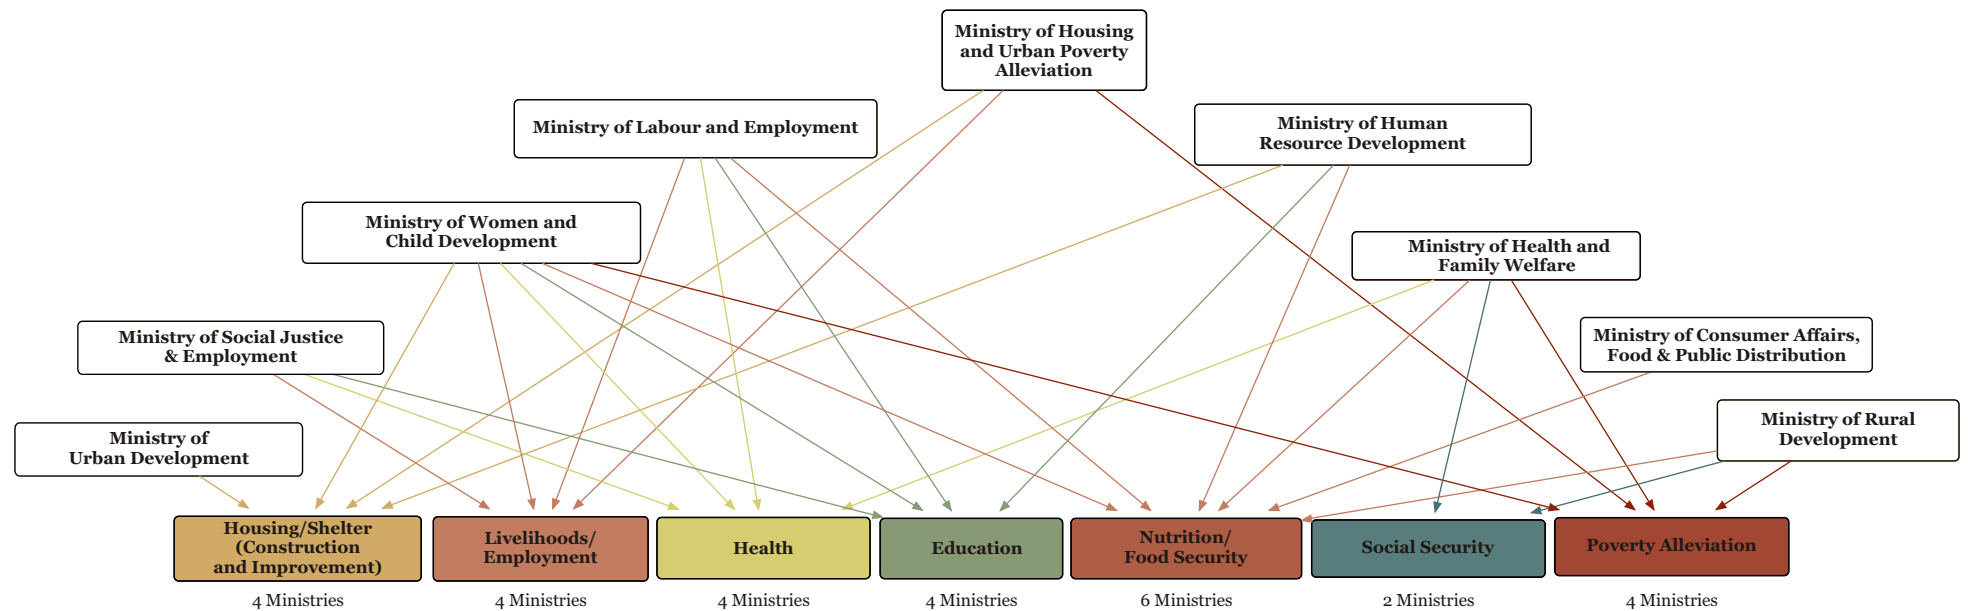 Ministry of Housing
and Urban Poverty
Alleviation
Ministry of Labour and Employment
Ministry of Human
Resource Development
Ministry of Women and
Child Development
Ministry of Health and
Family Welfare
Ministry of Social Justice
& Employment
Ministry of Consumer Affairs,
Food & Public Distribution
Ministry of
Urban Development
Ministry of Rural
Development
Housing/Shelter
(Construction
and Improvement)
Livelihoods/
Employment
Health
Education
Nutrition/
Food Security
Social Security
Poverty Alleviation
4 Ministries
4 Ministries
4 Ministries
4 Ministries
6 Ministries
2 Ministries
4 Ministries